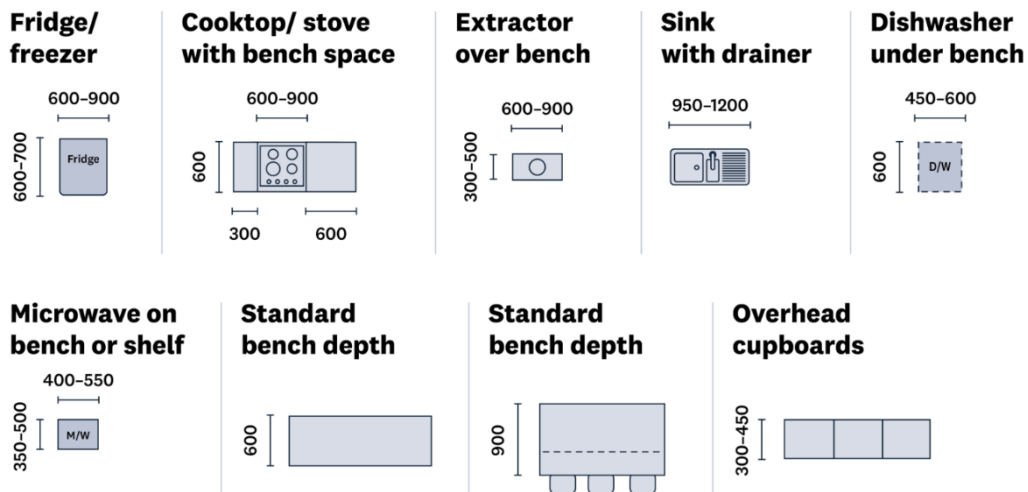 Fridge/
freezer
600–900
600–700
Fridge
Cooktop/ stove
with bench space
600–900
600
300
600
Extractor
over bench
600–900
300–500
Sink
with drainer
950–1200
Dishwasher
under bench
450–600
600
D/W
Microwave on
bench or shelf
400–550
350–500
M/W
Standard
bench depth
600
Standard
bench depth
900
Overhead
cupboards
300–450